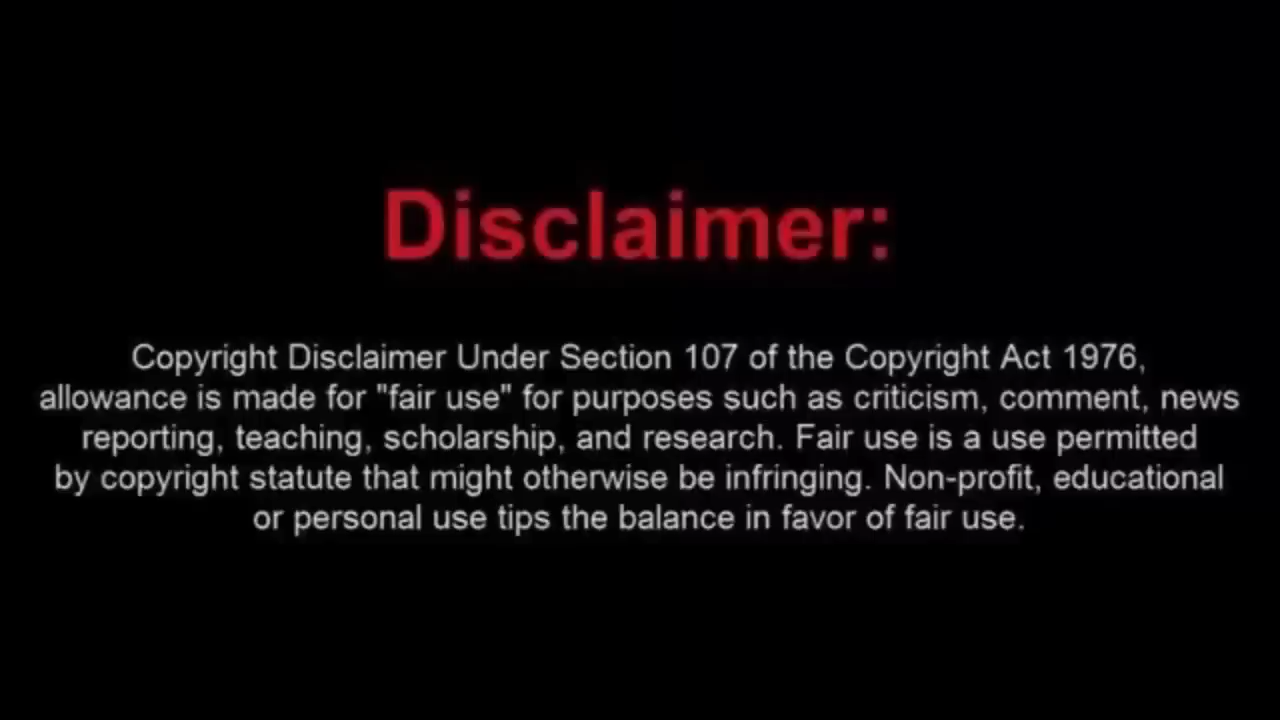 Disclaimer:
Copyright Disclaimer Under Section 107 of the Copyright Act 1976,
allowance is made for "fair use" for purposes such as criticism, comment, news
reporting, teaching, scholarship, and research. Fair use is a use permitted
by copyright statute that might otherwise be infringing. Non-profit, educational
or personal use tips the balance in favor of fair use.